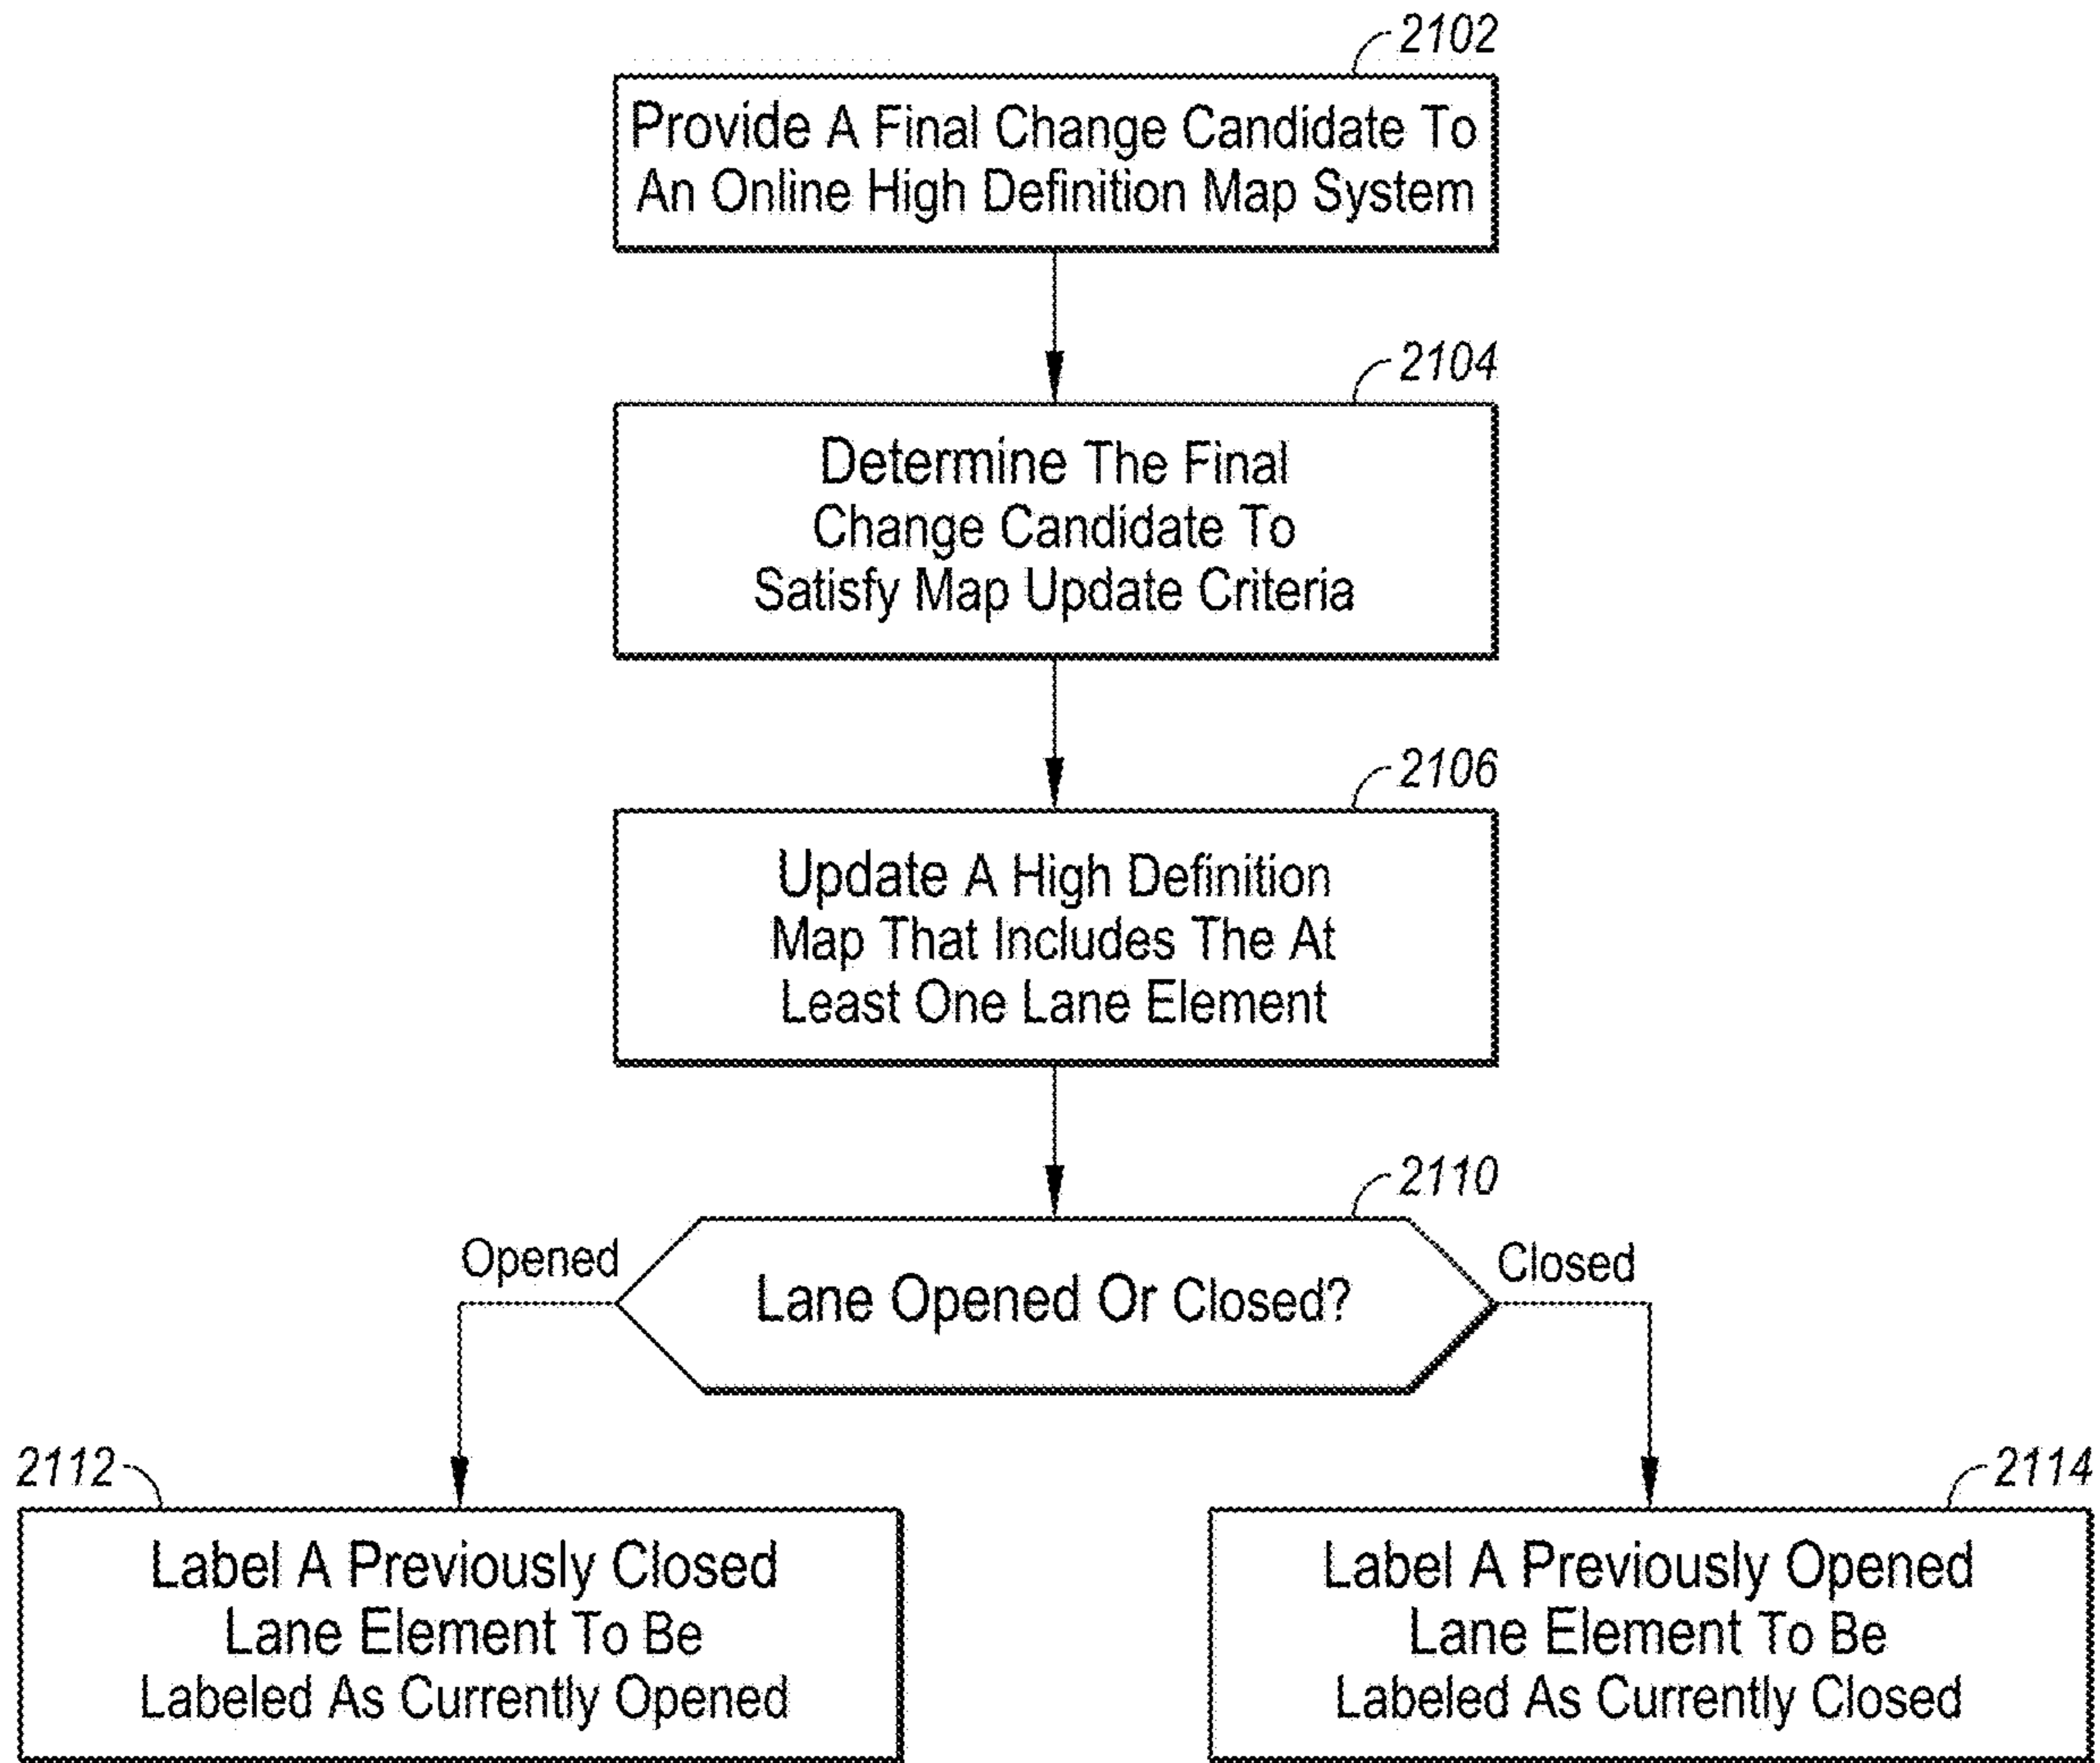 2102
Provide A Final Change Candidate To
An Online High Definition Map System
2104
Determine The Final
Change Candidate To
Satisfy Map Update Criteria
2106
Update A High Definition
Map That Includes The At
Least One Lane Element
2110
Opened
Lane Opened Or Closed?
Closed
2112
Label A Previously Closed
Lane Element To Be
Labeled As Currently Opened
2114
Label A Previously Opened
Lane Element To Be
Labeled As Currently Closed